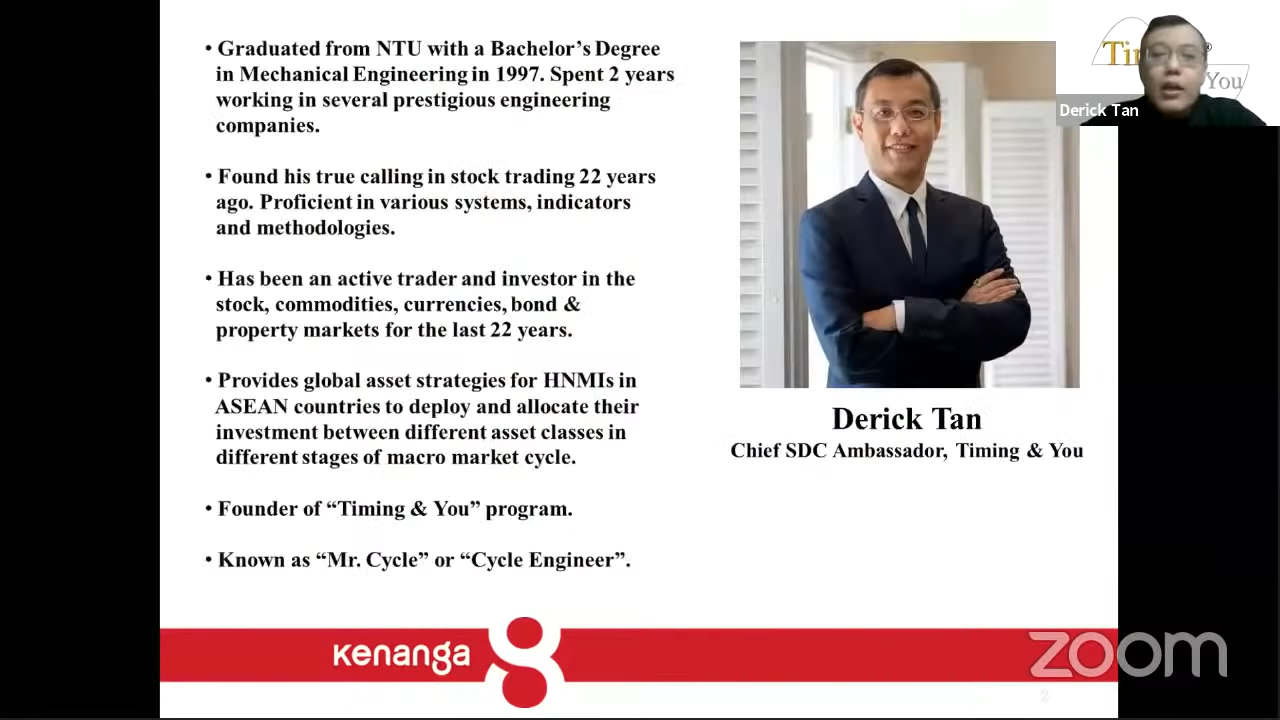 • Graduated from NTU with a Bachelor's Degree
in Mechanical Engineering in 1997. Spent 2 years
working in several prestigious engineering
companies.
• Found his true calling in stock trading 22 years
ago. Proficient in various systems, indicators
and methodologies.
• Has been an active trader and investor in the
stock, commodities, currencies, bond &
property markets for the last 22 years.
• Provides global asset strategies for HNMIs in
ASEAN countries to deploy and allocate their
investment between different asset classes in
different stages of macro market cycle.
• Founder of “Timing & You” program.
• Known as “Mr. Cycle” or “Cycle Engineer”.
You
Derick Tan
Derick Tan
Chief SDC Ambassador, Timing & You
kenanga
zoom
2